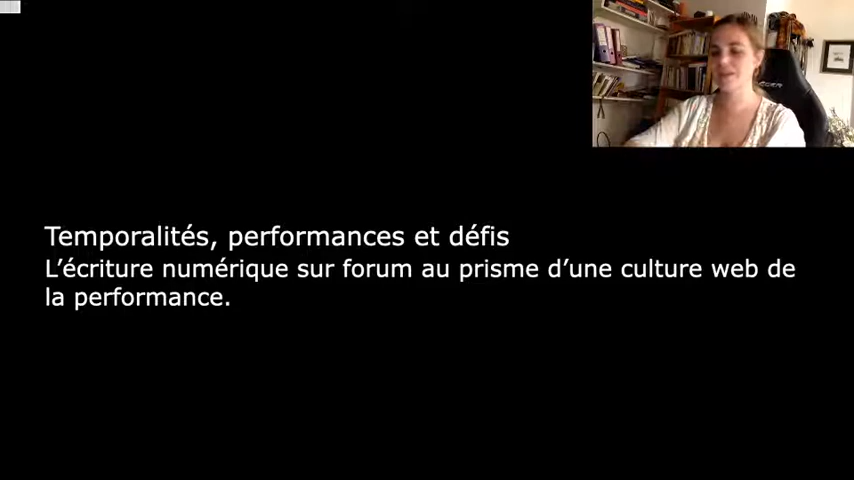 Temporalités, performances et défis
L’écriture numérique sur forum au prisme d’une culture web de
la performance.